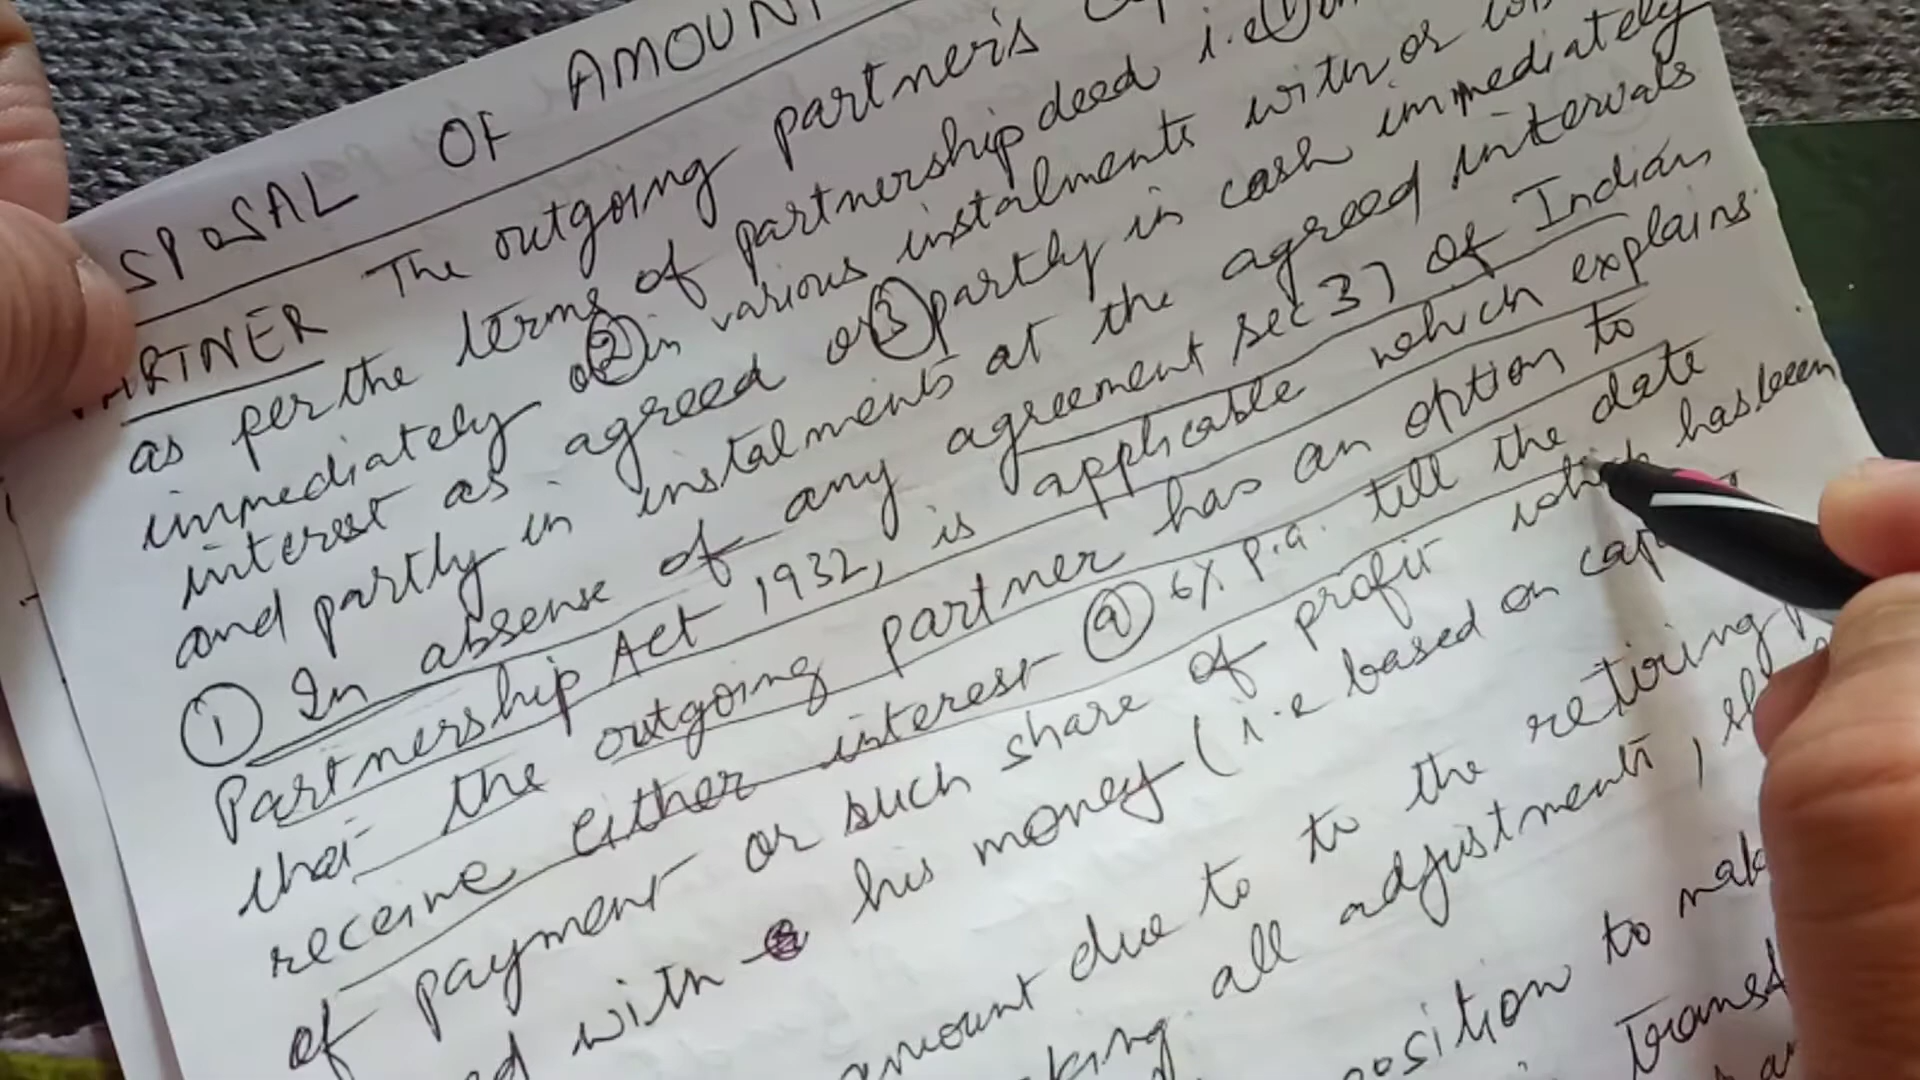 SPOSAL OF AMOUN
ARTNER The outgoing partner's
as per the terms of partnership deed i.e ①
immediately or ② in various instalments with or
interest as agreed or ③ partly in cash immediately
and partly in instalments at the agreed intervals
① In absense of any agreement sec 37 of Indian
Partnership Act 1932, is applicable which explains
that the outgoing partner has an option to
receive either interest @ 6% p.a. till the date
of payment or such share of profit which has been
with his money (i.e based on cap
amount due to to the retiring
king all adjustments,
osition to mak
transf